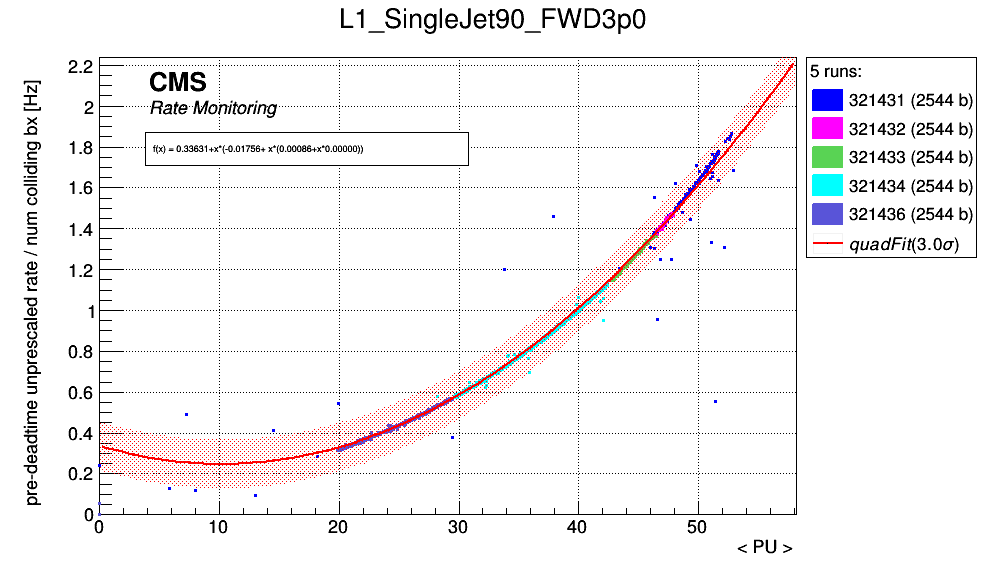 L1_SingleJet90_FWD3p0
pre-deadtime unprescaled rate / num colliding bx [Hz]
2.2
2
1.8
1.6
1.4
1.2
1
0.8
0.6
0.4
0.2
0
CMS
Rate Monitoring
f(x) = 0.33631+x*(-0.01756+ x*(0.00086+x*0.00000))
0 10 20 30 40 50
< PU >
5 runs:
321431 (2544 b)
321432 (2544 b)
321433 (2544 b)
321434 (2544 b)
321436 (2544 b)
quadFit(3.0σ)